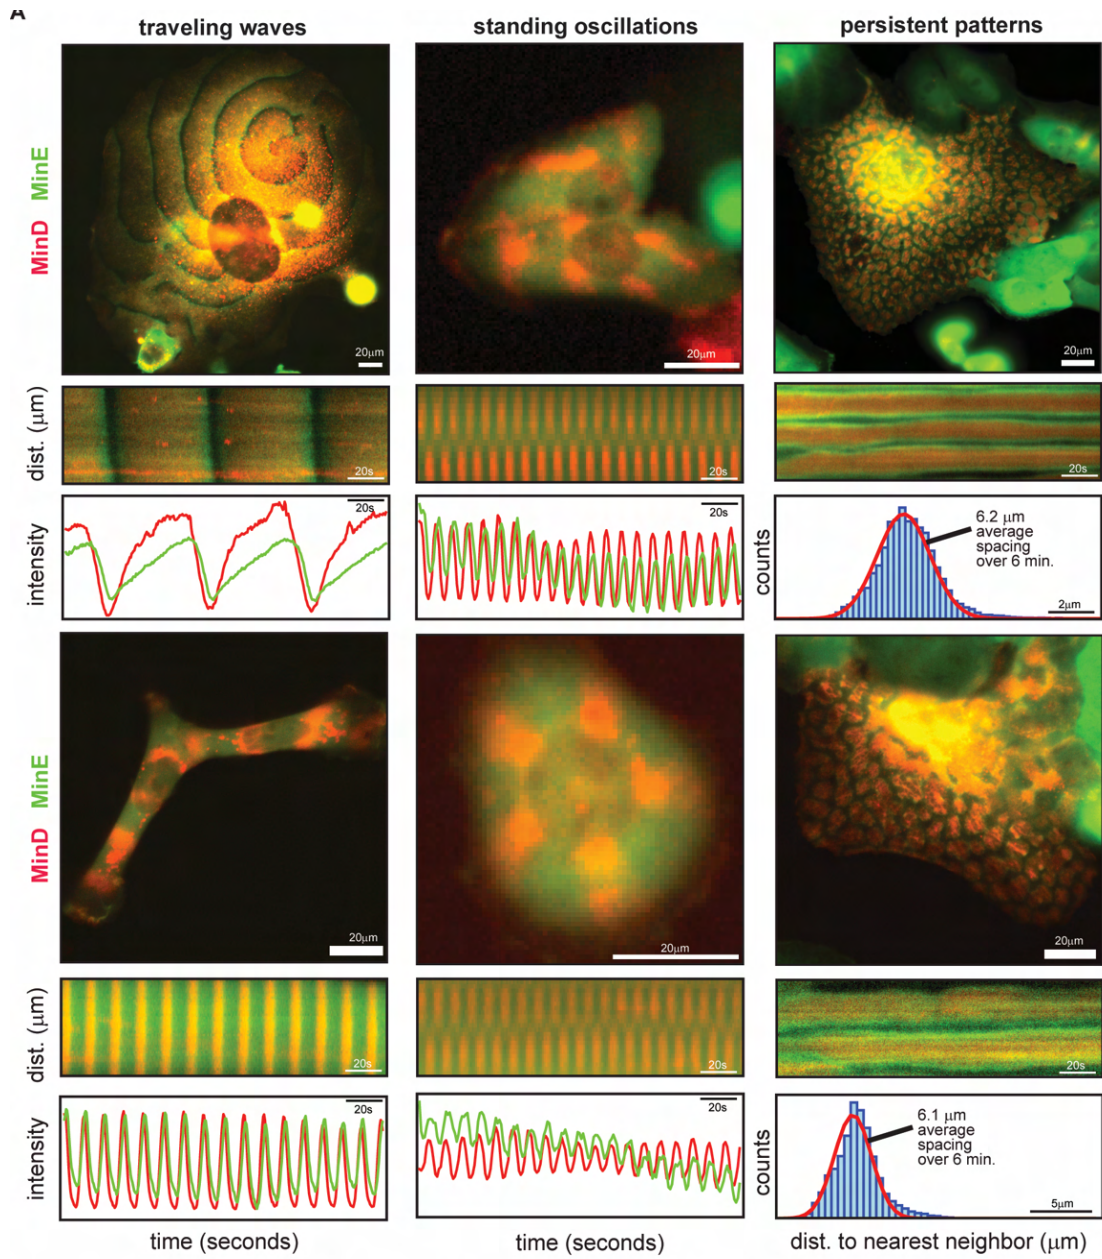 A
traveling waves
standing oscillations
persistent patterns
MinD MinE
20μm
20μm
20μm
dist. (μm)
20s
20s
20s
intensity
20s
20s
counts
6.2 μm
average
spacing
over 6 min.
2μm
MinD MinE
20μm
20μm
20μm
dist. (μm)
20s
20s
20s
intensity
20s
20s
counts
6.1 μm
average
spacing
over 6 min.
5μm
time (seconds)
time (seconds)
dist. to nearest neighbor (μm)